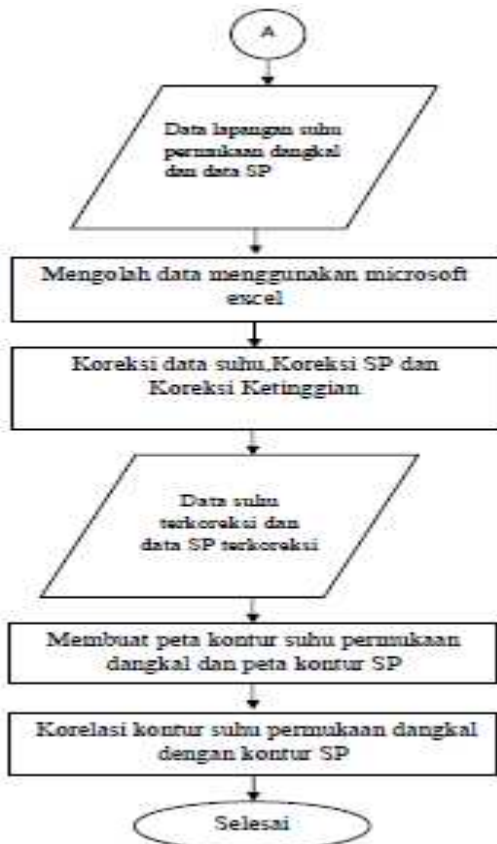 A
Data lapangan suhu
permukaan dangkal
dan data SP
Mengolah data menggunakan microsoft
excel
Koreksi data suhu,Koreksi SP dan
Koreksi Ketinggian
Data suhu
terkoreksi dan
data SP terkoreksi
Membuat peta kontur suhu permukaan
dangkal dan peta kontur SP
Korelasi kontur suhu permukaan dangkal
dengan kontur SP
Selesai